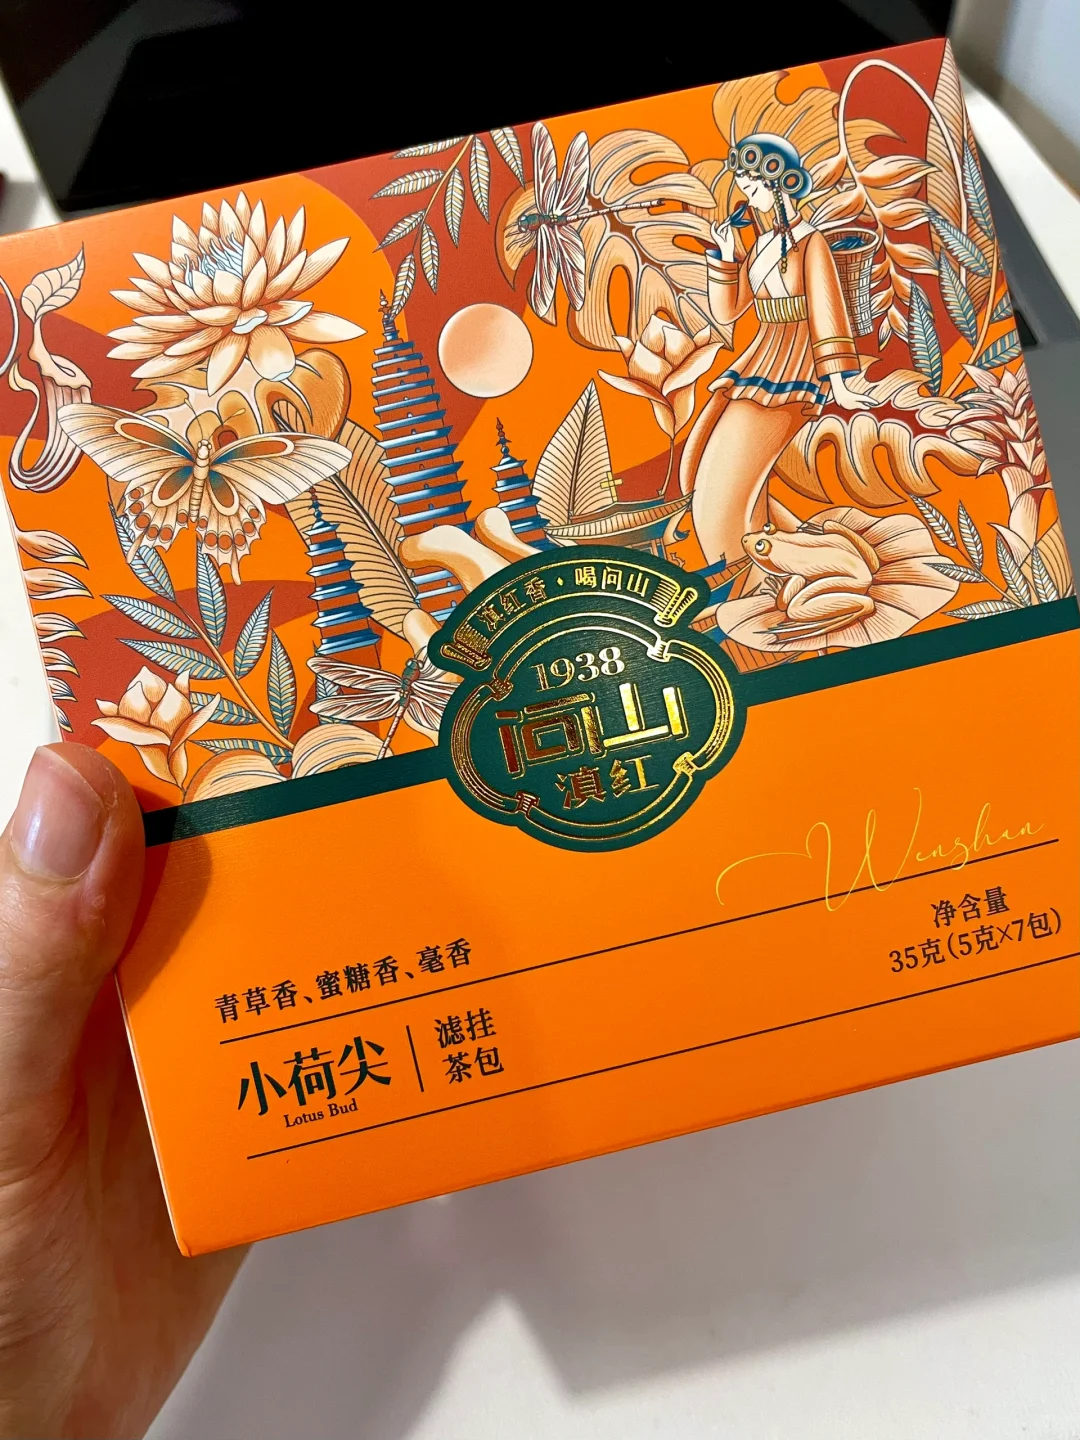 滇红香·喝问山
1938
问山
滇红
Wenshan
净含量
35克(5克×7包)
青草香、蜜糖香、毫香
小荷尖
Lotus Bud
滤挂
茶包